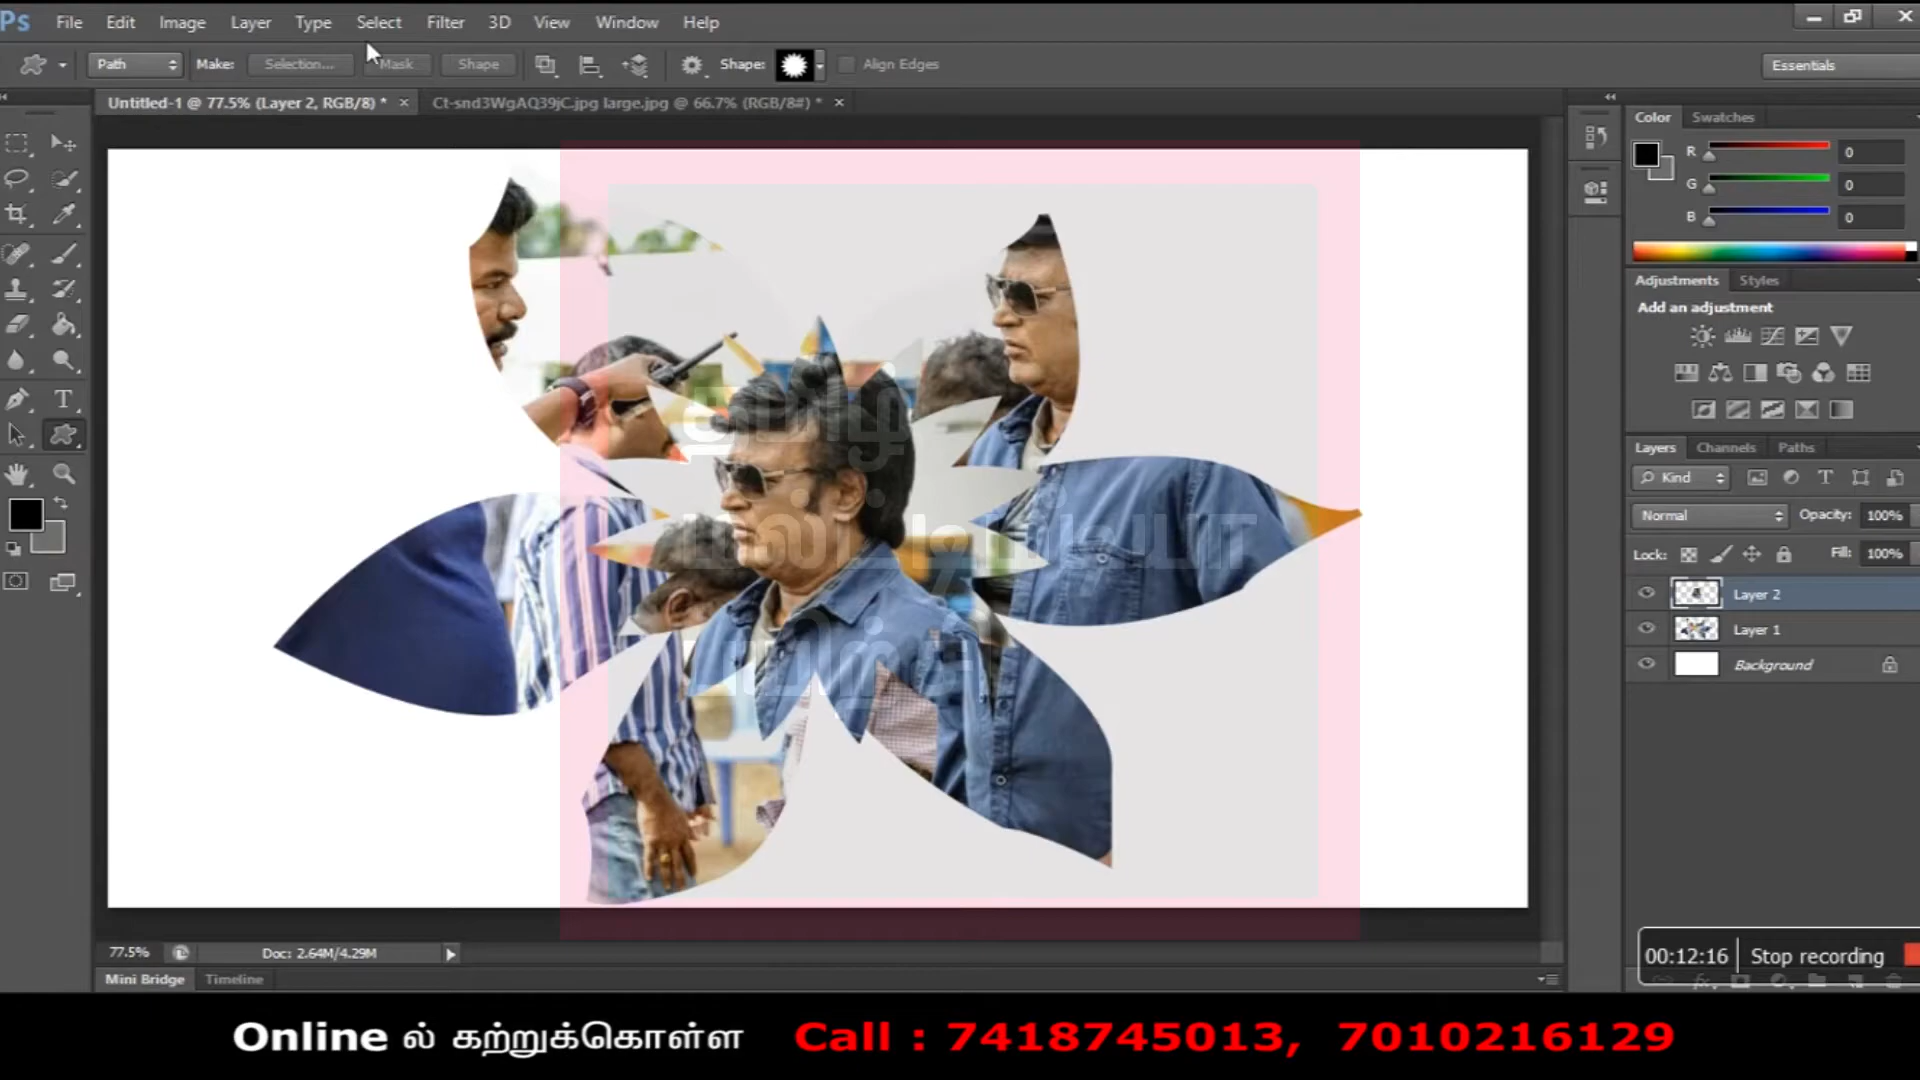 Ps File Edit Image Layer Type Select Filter 3D View Window Help
Path Make: Selection... Mask Shape Shape: Align Edges Essentials
Untitled-1 @ 77.5% (Layer 2, RGB/8) * × Ct-snd3WgAQ39jC.jpg large.jpg @ 66.7% (RGB/8#) * ×
Color Swatches
R 0
G 0
B 0
Adjustments Styles
Add an adjustment
Layers Channels Paths
Kind
Normal Opacity: 100%
Lock: Fill: 100%
Layer 2
Layer 1
Background
தமிழ்
பயிற்சி
77.5% Doc: 2.64M/4.29M
Mini Bridge Timeline
00:12:16 Stop recording
Online ல் கற்றுக்கொள்ள Call : 7418745013, 7010216129